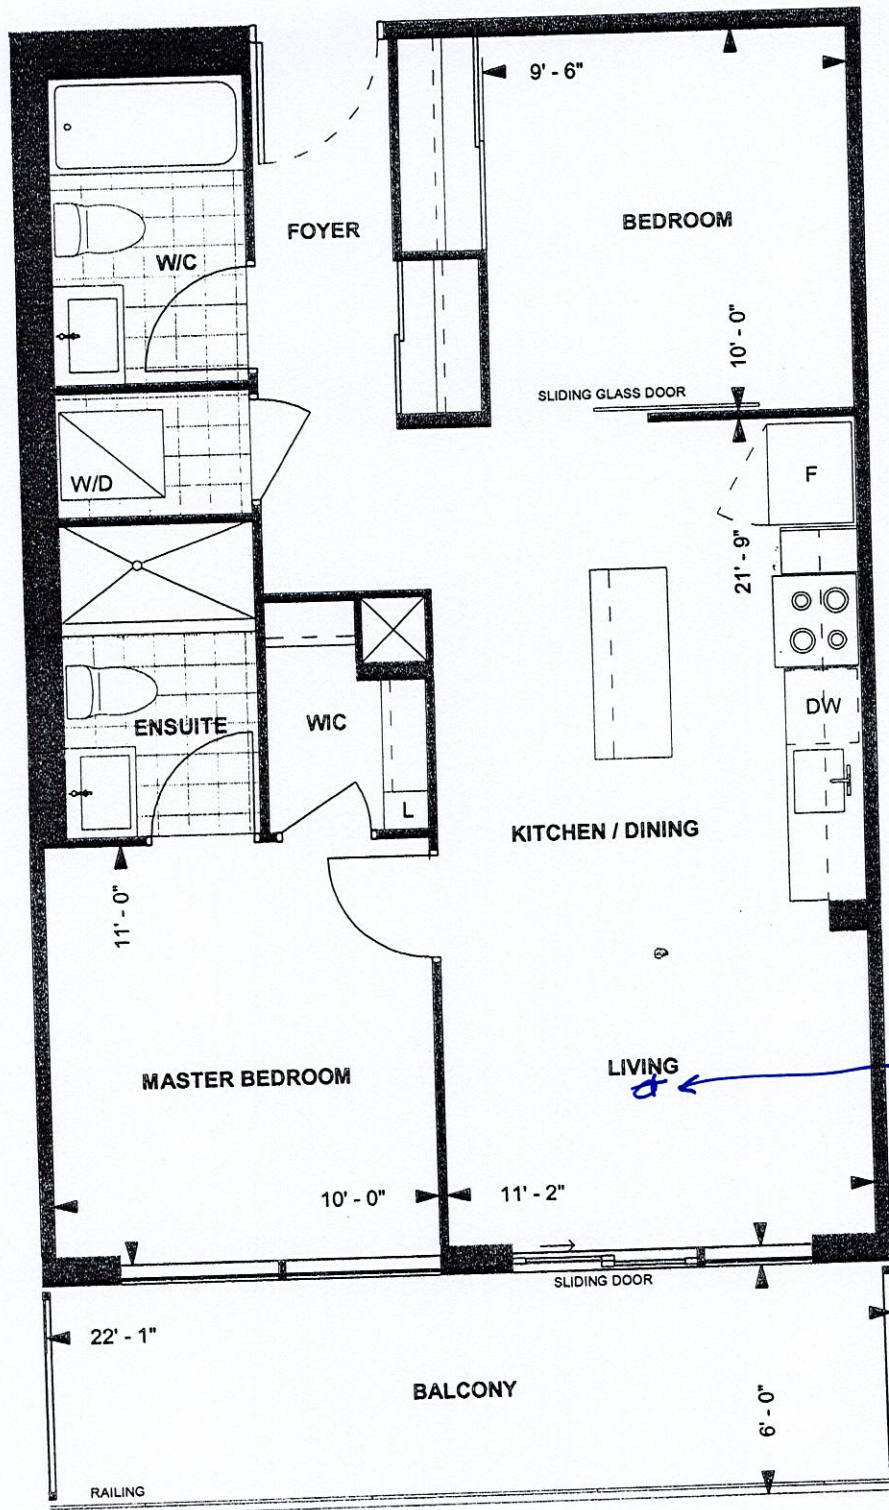 9' - 6"
FOYER
BEDROOM
W/C
10' - 0"
SLIDING GLASS DOOR
W/D
F
21' - 9"
ENSUITE
WIC
DW
L
KITCHEN / DINING
11' - 0"
LIVING
MASTER BEDROOM
10' - 0"
11' - 2"
SLIDING DOOR
22' - 1"
BALCONY
6' - 0"
RAILING